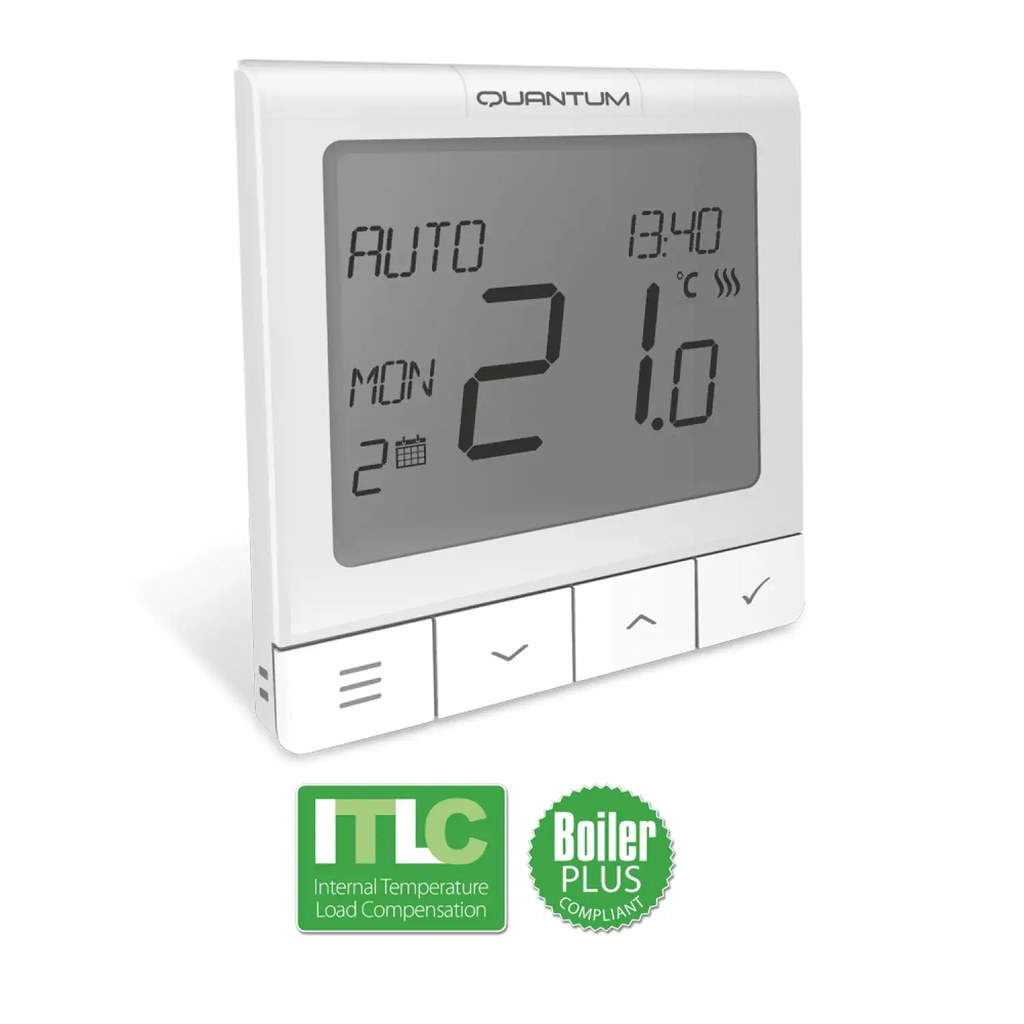 QUANTUM
AUTO
13:40
°C
21.0
MON
2
ITLC
Internal Temperature
Load Compensation
Boiler
PLUS
COMPLIANT